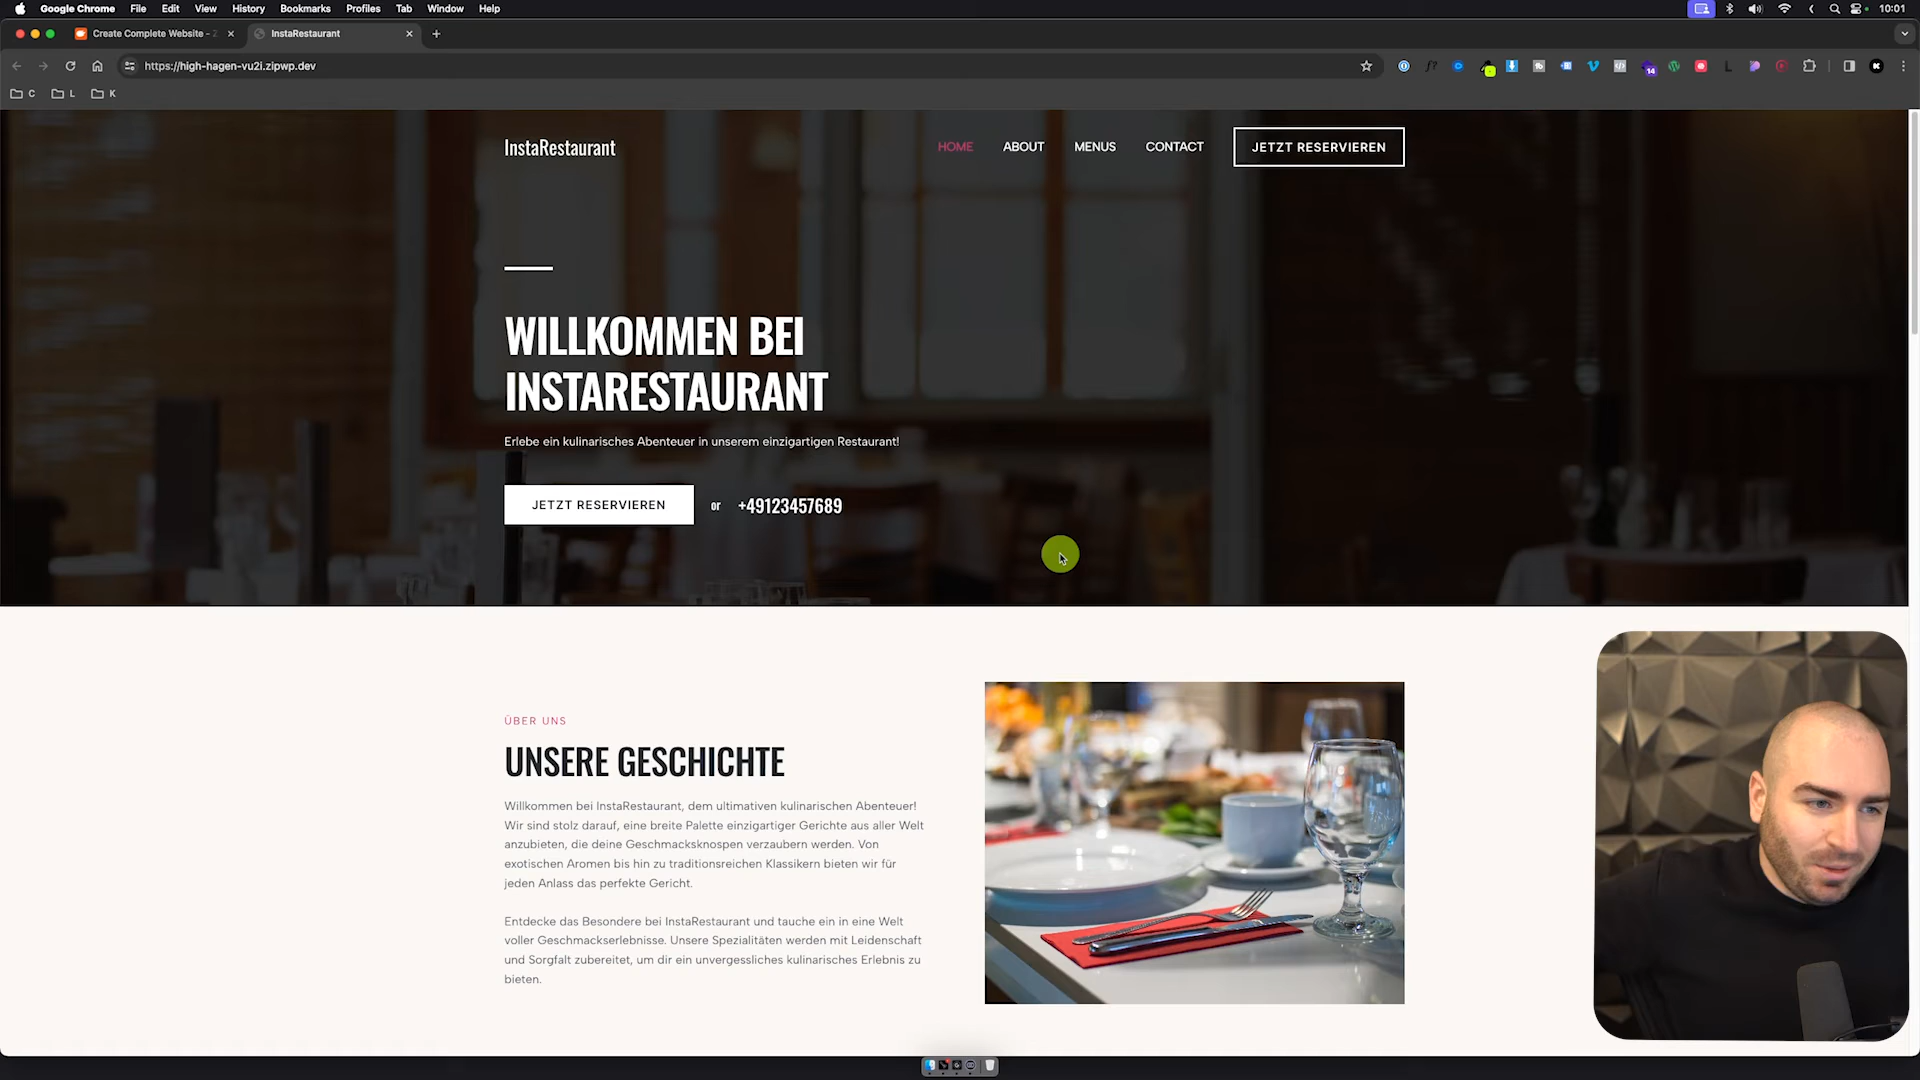 Google Chrome File Edit View History Bookmarks Profiles Tab Window Help 10:01
Create Complete Website - InstaRestaurant
https://high-hagen-vu2i.zipwp.dev
14
C L K
InstaRestaurant
HOME ABOUT MENUS CONTACT JETZT RESERVIEREN
WILLKOMMEN BEI
INSTARESTAURANT
Erlebe ein kulinarisches Abenteuer in unserem einzigartigen Restaurant!
JETZT RESERVIEREN or +49123457689
ÜBER UNS
UNSERE GESCHICHTE
Willkommen bei InstaRestaurant, dem ultimativen kulinarischen Abenteuer!
Wir sind stolz darauf, eine breite Palette einzigartiger Gerichte aus aller Welt
anzubieten, die deine Geschmacksknospen verzaubern werden. Von
exotischen Aromen bis hin zu traditionsreichen Klassikern bieten wir für
jeden Anlass das perfekte Gericht.
Entdecke das Besondere bei InstaRestaurant und tauche ein in eine Welt
voller Geschmackserlebnisse. Unsere Spezialitäten werden mit Leidenschaft
und Sorgfalt zubereitet, um dir ein unvergessliches kulinarisches Erlebnis zu
bieten.